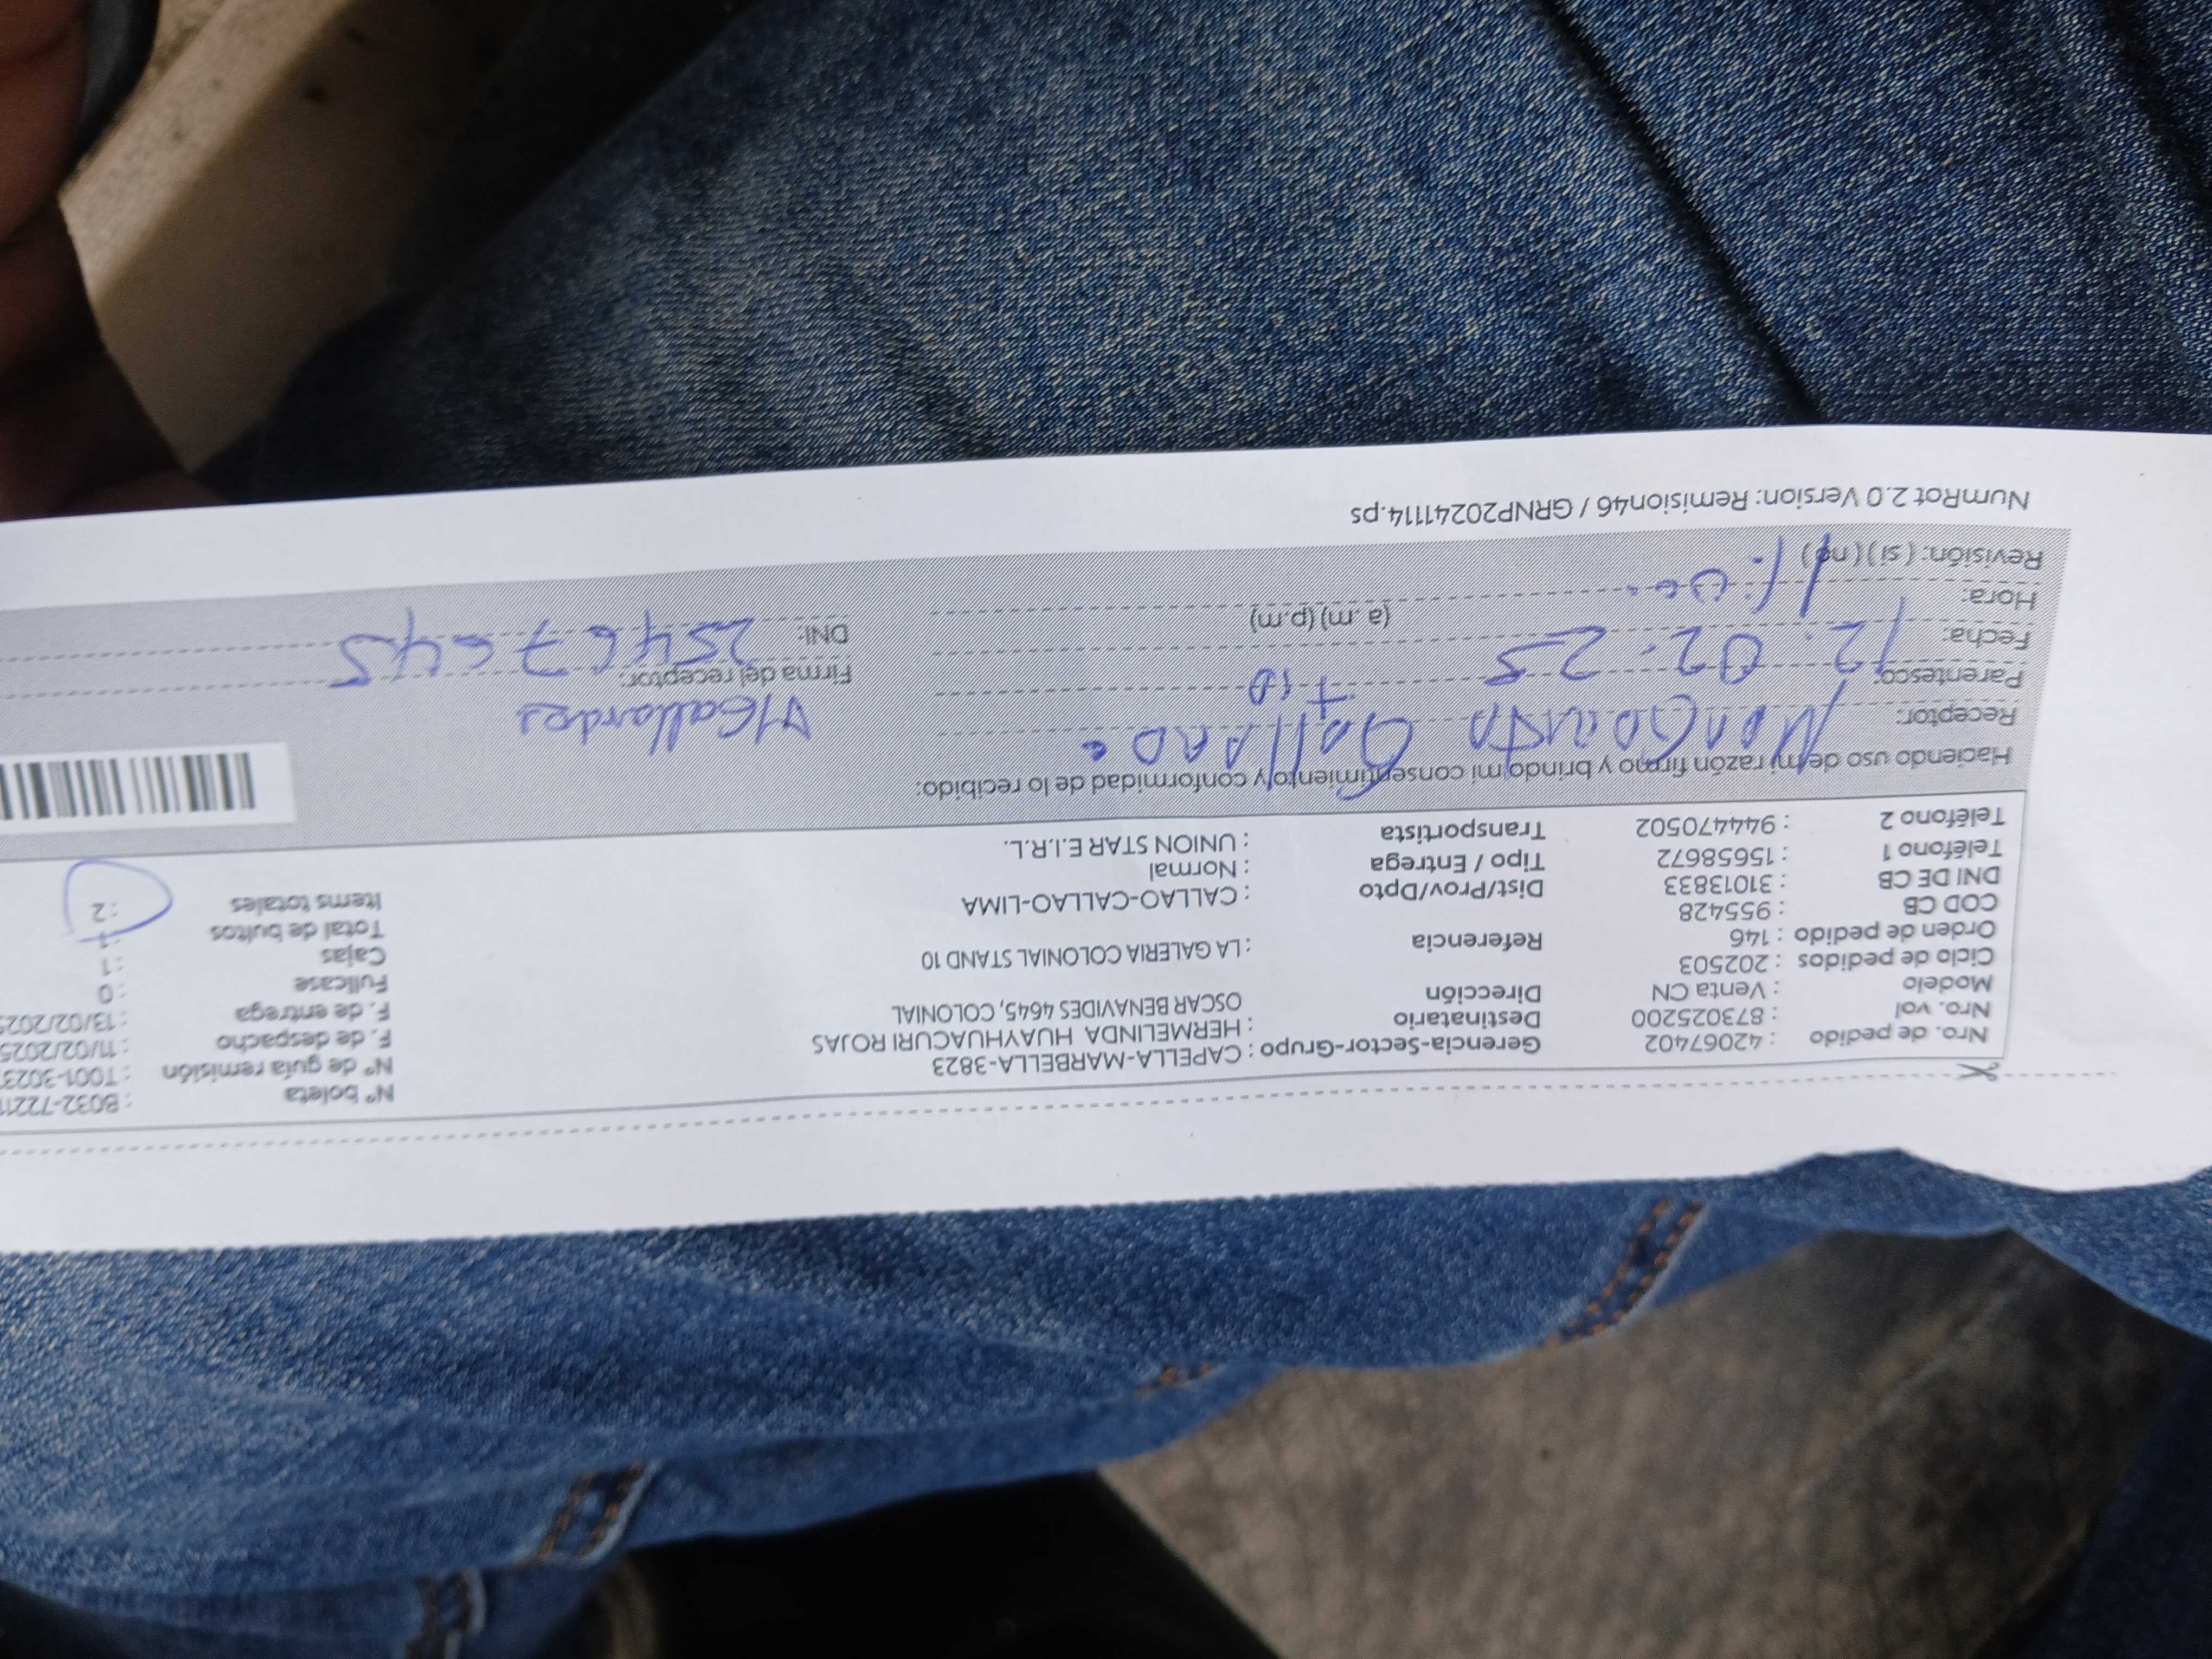 Nro. de pedido : 42067402
Nro. vol : 873025200
Modelo : Venta CN
Ciclo de pedidos : 202503
Orden de pedido : 146
COD CB : 955428
DNI DE CB : 31013833
Teléfono 1 : 15658672
Teléfono 2 : 944470502
Gerencia-Sector-Grupo : CAPELLA-MARBELLA-3823
Destinatario : HERMELINDA HUAYHUACURI ROJAS
Dirección OSCAR BENAVIDES 4645, COLONIAL
Referencia : LA GALERIA COLONIAL STAND 10
Dist/Prov/Dpto : CALLAO-CALLAO-LIMA
Tipo / Entrega : Normal
Transportista : UNION STAR E.I.R.L.
N° boleta : B032-7221
N° de guía remisión : T001-3023
F. de despacho : 11/02/2025
F. de entrega : 13/02/2025
Fullcase : 0
Cajas : 1
Total de bultos : 1
Items totales : 2
Haciendo uso de mi razón firmo y brindo mi consentimiento y conformidad de lo recibido:
Receptor:
Parentesco: tio
Fecha: 12. 02. 25
Hora: (a .m) (p.m)
Revisión: ( si ) ( no )
Firma del receptor: Gallardo
DNI: 25467645
NumRot 2.0 Version: Remision46 / GRNP20241114.ps